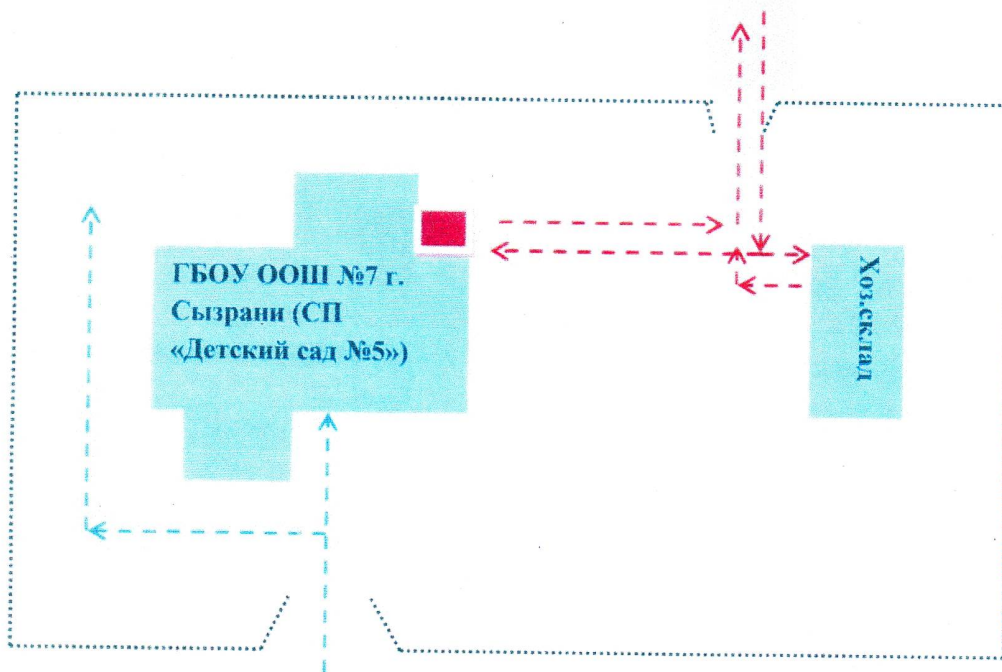 ГБОУ ООШ №7 г.
Сызрани (СП
«Детский сад №5»)
Хоз.склад